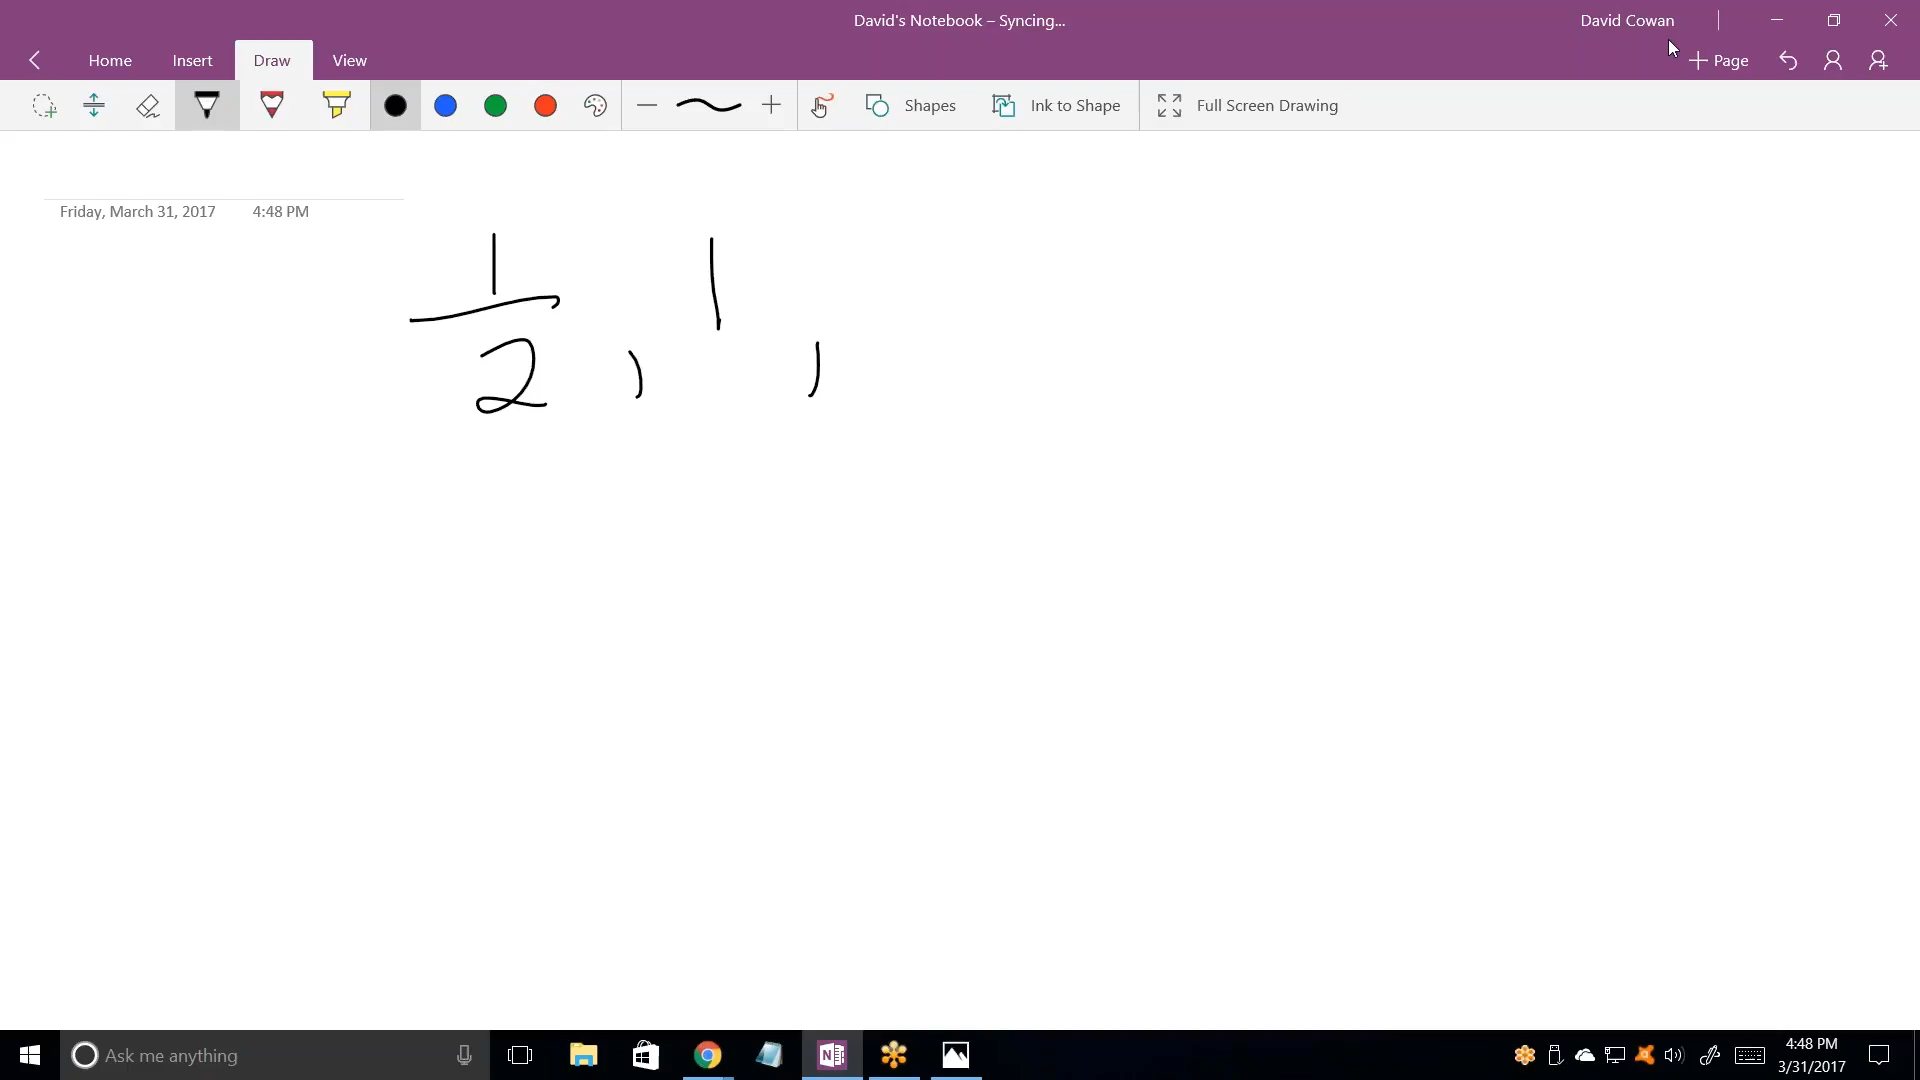 David's Notebook – Syncing... David Cowan
Home Insert Draw View Page
Shapes Ink to Shape Full Screen Drawing
Friday, March 31, 2017 4:48 PM
1/2 , 1 ,
Ask me anything
4:48 PM
3/31/2017